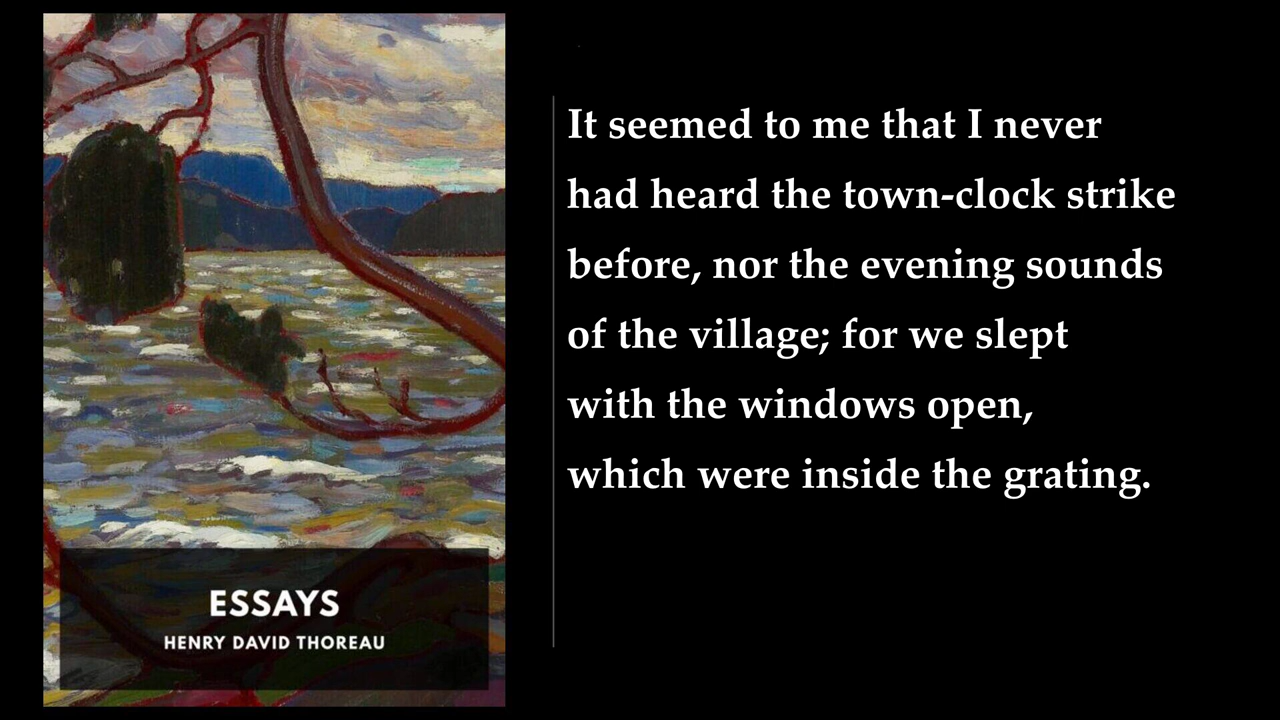 It seemed to me that I never
had heard the town-clock strike
before, nor the evening sounds
of the village; for we slept
with the windows open,
which were inside the grating.
ESSAYS
HENRY DAVID THOREAU